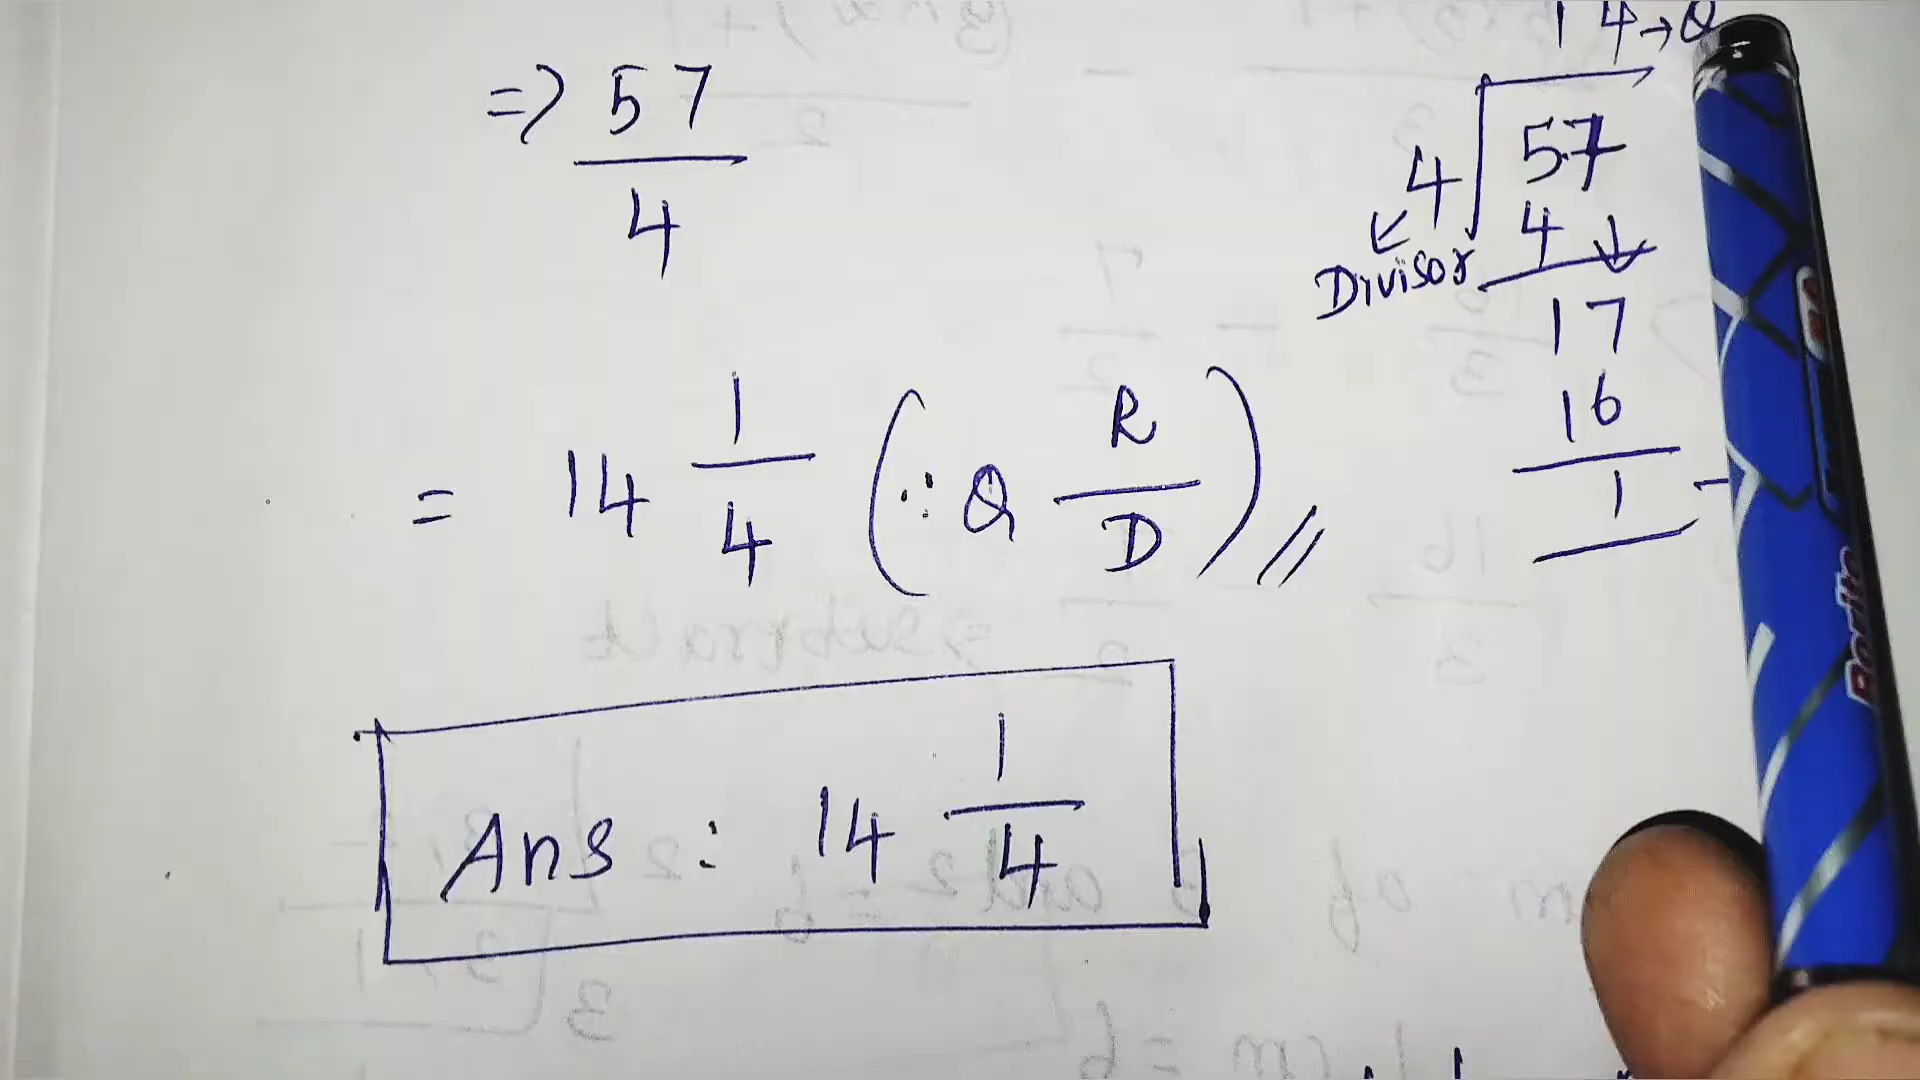 => 57/4
= 14 1/4 (∵ Q R/D) //
Ans : 14 1/4
14 → Q
4 57
Divisor
4
17
16
1